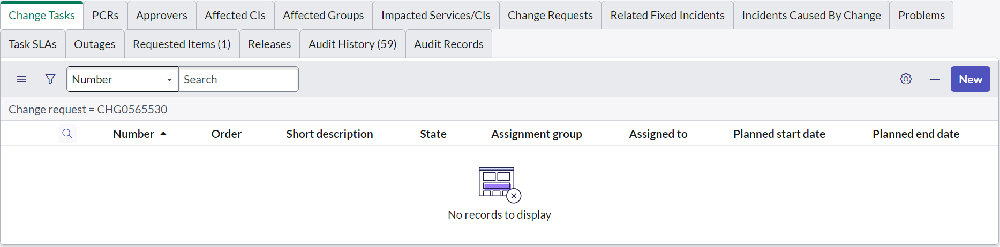 Change Tasks PCRs Approvers Affected CIs Affected Groups Impacted Services/CIs Change Requests Related Fixed Incidents Incidents Caused By Change Problems
Task SLAs Outages Requested Items (1) Releases Audit History (59) Audit Records
Number Search New
Change request = CHG0565530
Number Order Short description State Assignment group Assigned to Planned start date Planned end date
No records to display